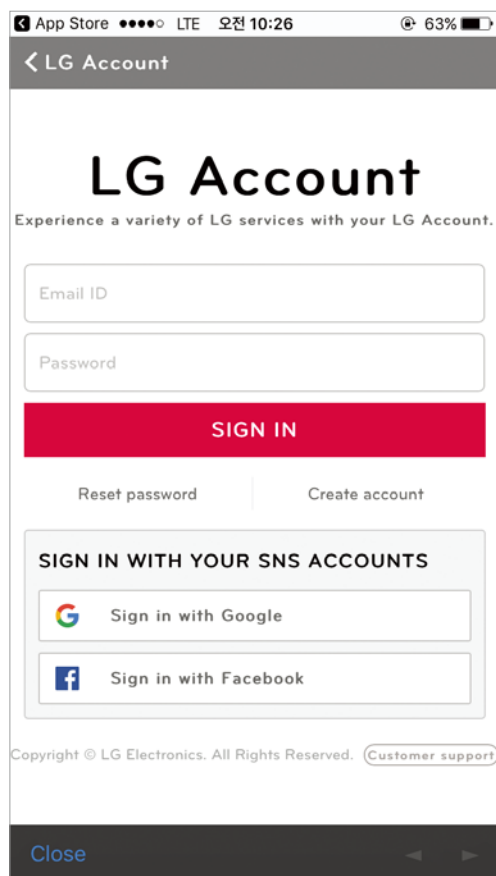 App Store LTE 오전 10:26 63%
LG Account
LG Account
Experience a variety of LG services with your LG Account.
Email ID
Password
SIGN IN
Reset password Create account
SIGN IN WITH YOUR SNS ACCOUNTS
Sign in with Google
Sign in with Facebook
Copyright © LG Electronics. All Rights Reserved. Customer support
Close